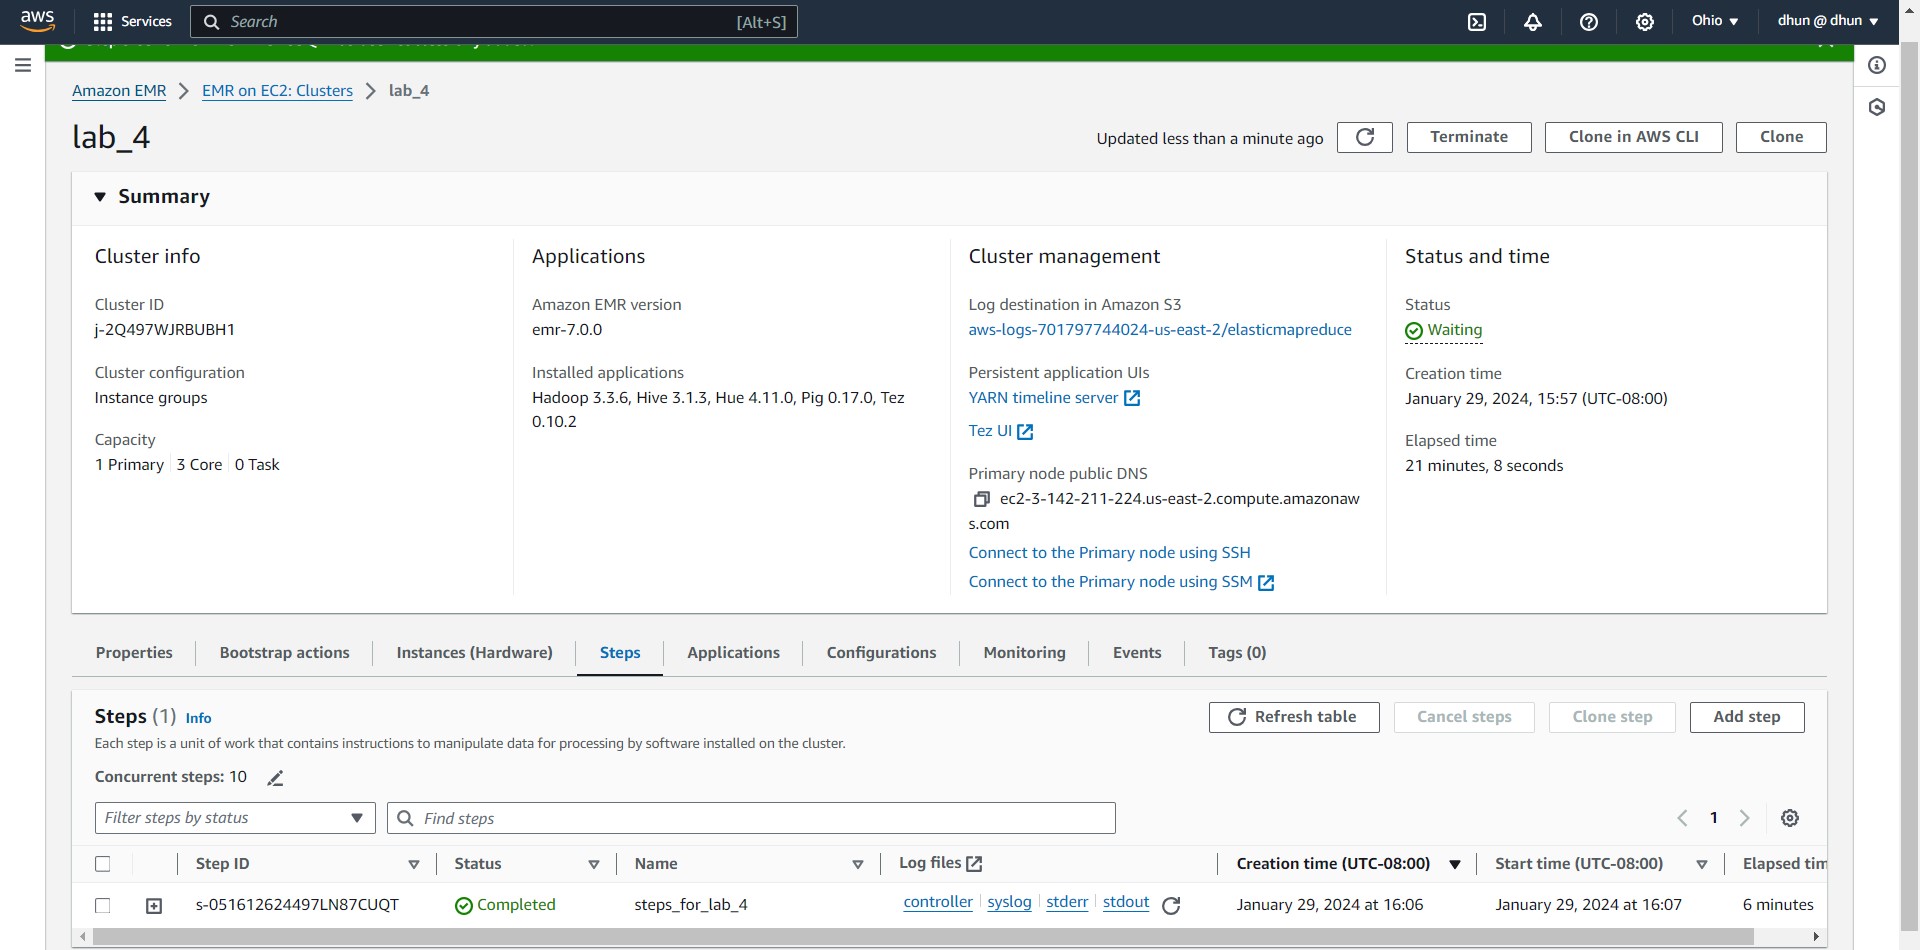 aws
Services
Search
[Alt+S]
Ohio
dhun @ dhun
Amazon EMR
EMR on EC2: Clusters
lab_4
lab_4
Updated less than a minute ago
Terminate
Clone in AWS CLI
Clone
Summary
Cluster info
Cluster ID
j-2Q497WJRBUBH1
Cluster configuration
Instance groups
Capacity
1 Primary
3 Core
0 Task
Applications
Amazon EMR version
emr-7.0.0
Installed applications
Hadoop 3.3.6, Hive 3.1.3, Hue 4.11.0, Pig 0.17.0, Tez
0.10.2
Cluster management
Log destination in Amazon S3
aws-logs-701797744024-us-east-2/elasticmapreduce
Persistent application UIs
YARN timeline server
Tez UI
Primary node public DNS
ec2-3-142-211-224.us-east-2.compute.amazonaw
s.com
Connect to the Primary node using SSH
Connect to the Primary node using SSM
Status and time
Status
Waiting
Creation time
January 29, 2024, 15:57 (UTC-08:00)
Elapsed time
21 minutes, 8 seconds
Properties
Bootstrap actions
Instances (Hardware)
Steps
Applications
Configurations
Monitoring
Events
Tags (0)
Steps (1) Info
Refresh table
Cancel steps
Clone step
Add step
Each step is a unit of work that contains instructions to manipulate data for processing by software installed on the cluster.
Concurrent steps: 10
Filter steps by status
Find steps
1
Step ID
Status
Name
Log files
Creation time (UTC-08:00)
Start time (UTC-08:00)
Elapsed tim
s-051612624497LN87CUQT
Completed
steps_for_lab_4
controller
syslog
stderr
stdout
January 29, 2024 at 16:06
January 29, 2024 at 16:07
6 minutes